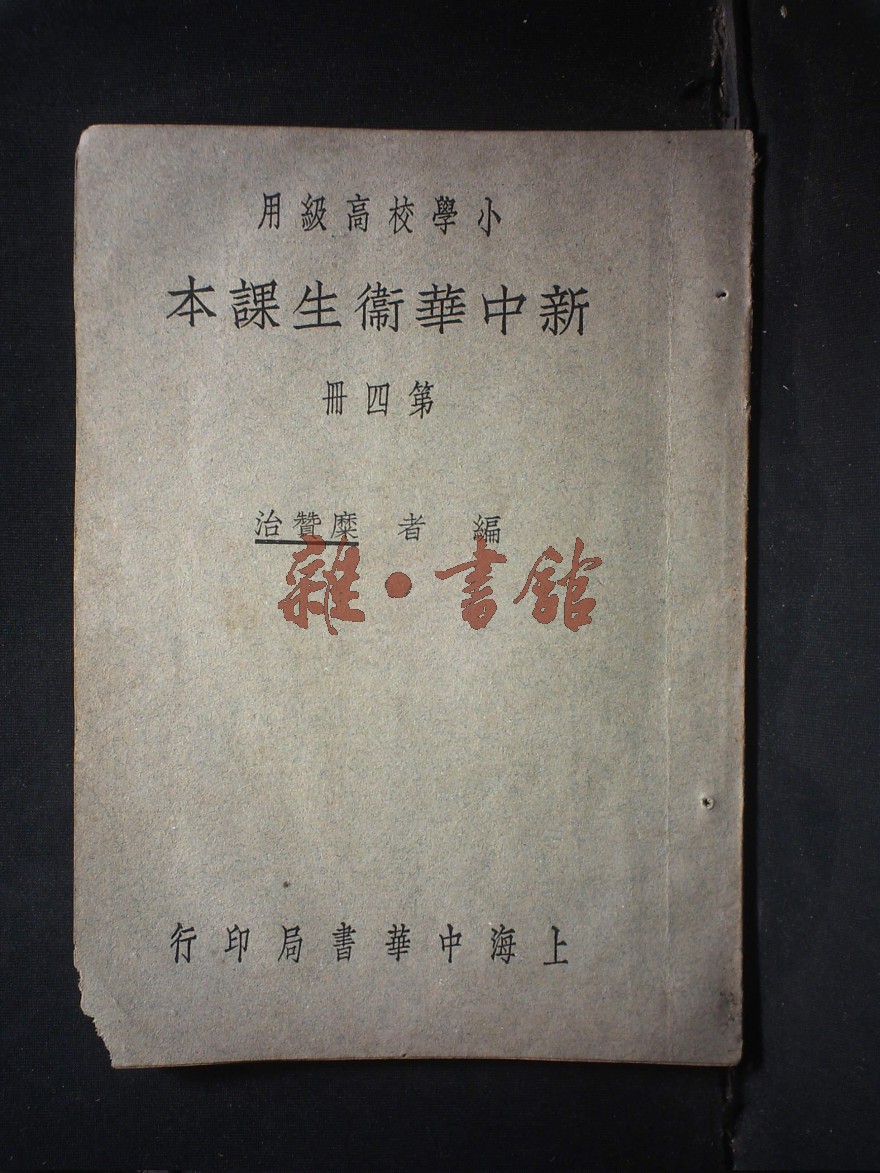 小學校高級用
新中華衞生課本
第四冊
編者 糜贊治
雜·書館
上海中華書局印行